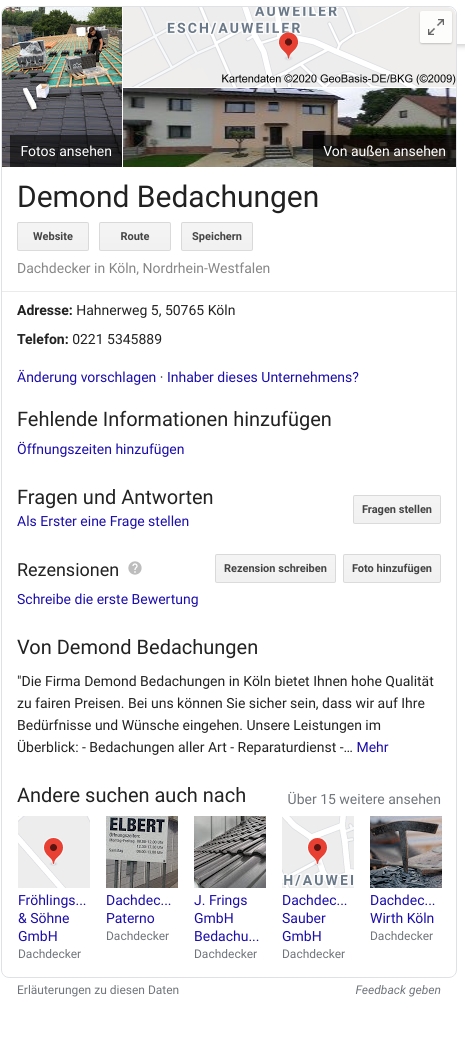 AUWEILER
ESCH/AUWEILER
Kartendaten ©2020 GeoBasis-DE/BKG (©2009)
Fotos ansehen
Von außen ansehen
Demond Bedachungen
Website Route Speichern
Dachdecker in Köln, Nordrhein-Westfalen
Adresse: Hahnerweg 5, 50765 Köln
Telefon: 0221 5345889
Änderung vorschlagen · Inhaber dieses Unternehmens?
Fehlende Informationen hinzufügen
Öffnungszeiten hinzufügen
Fragen und Antworten
Fragen stellen
Als Erster eine Frage stellen
Rezensionen ? Rezension schreiben Foto hinzufügen
Schreibe die erste Bewertung
Von Demond Bedachungen
"Die Firma Demond Bedachungen in Köln bietet Ihnen hohe Qualität
zu fairen Preisen. Bei uns können Sie sicher sein, dass wir auf Ihre
Bedürfnisse und Wünsche eingehen. Unsere Leistungen im
Überblick: - Bedachungen aller Art - Reparaturdienst -... Mehr
Andere suchen auch nach Über 15 weitere ansehen
ELBERT
Öffnungszeiten:
H/AUWEI
Fröhlings...
& Söhne
GmbH
Dachdecker
Dachdec...
Paterno
Dachdecker
J. Frings
GmbH
Bedachu...
Dachdecker
Dachdec...
Sauber
GmbH
Dachdecker
Dachdec...
Wirth Köln
Dachdecker
Erläuterungen zu diesen Daten Feedback geben